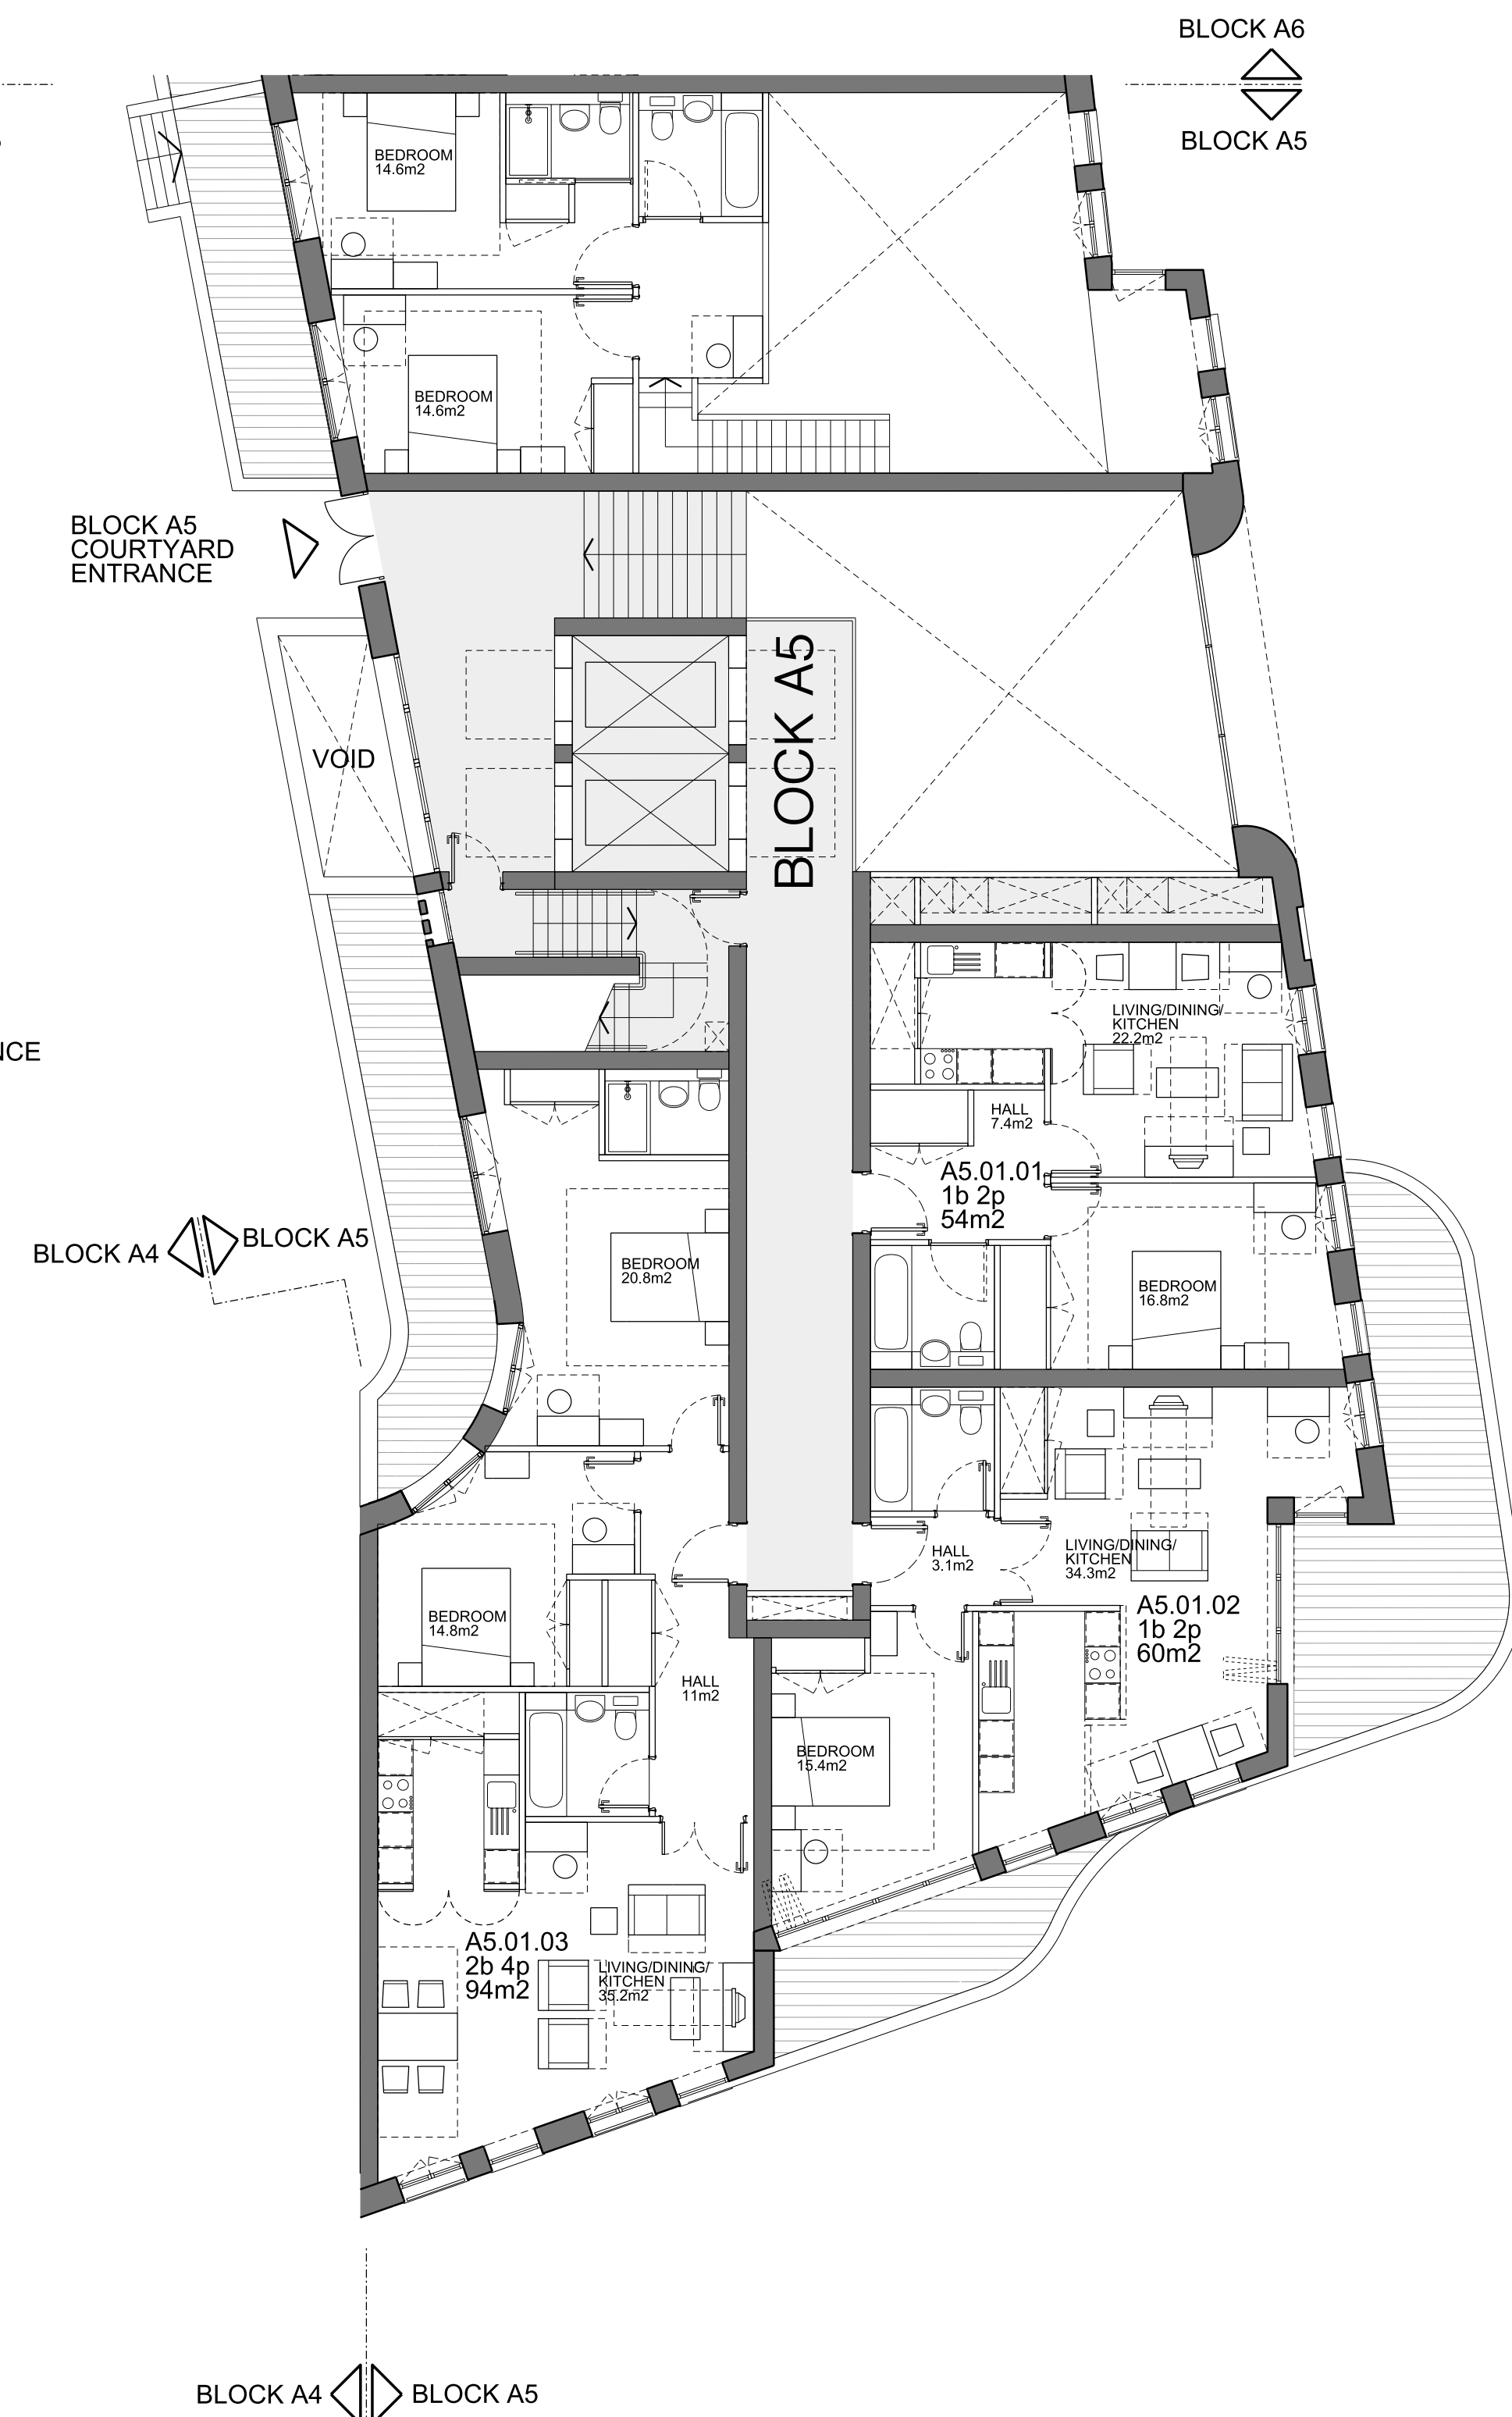 BLOCK A6
BLOCK A5
BEDROOM
14.6m2
BEDROOM
14.6m2
BLOCK A5
COURTYARD
ENTRANCE
BLOCK A5
VOID
LIVING/DINING/
KITCHEN
22.2m2
NCE
HALL
7.4m2
A5.01.01
1b 2p
54m2
BLOCK A4
BLOCK A5
BEDROOM
20.8m2
BEDROOM
16.8m2
HALL
3.1m2
LIVING/DINING/
KITCHEN
34.3m2
A5.01.02
1b 2p
60m2
BEDROOM
14.8m2
HALL
11m2
BEDROOM
15.4m2
A5.01.03
2b 4p
94m2
LIVING/DINING/
KITCHEN
35.2m2
BLOCK A4
BLOCK A5